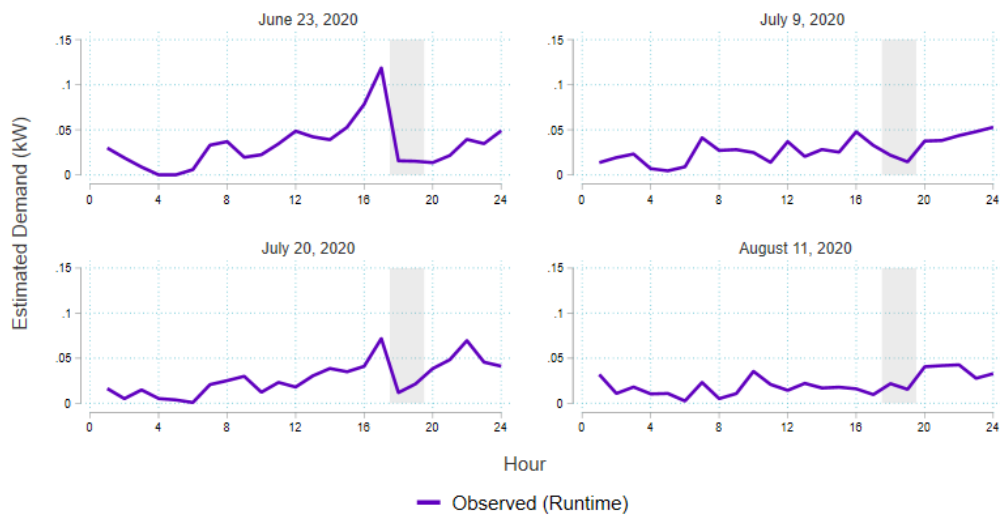 June 23, 2020
July 9, 2020
.15
.1
.05
0
0 4 8 12 16 20 24
.15
.1
.05
0
0 4 8 12 16 20 24
July 20, 2020
August 11, 2020
.15
.1
.05
0
0 4 8 12 16 20 24
.15
.1
.05
0
0 4 8 12 16 20 24
Estimated Demand (kW)
Hour
Observed (Runtime)